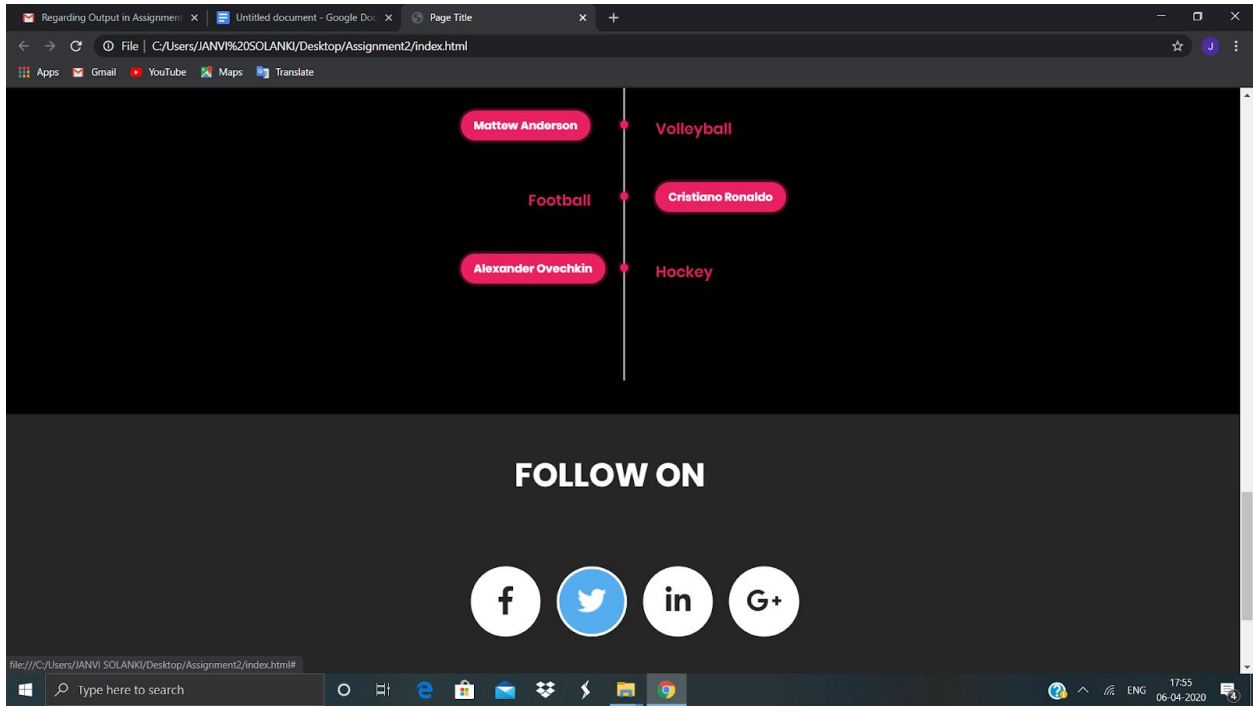 Regarding Output in Assignment
Untitled document - Google Doc
Page Title
File | C:/Users/JANVI%20SOLANKI/Desktop/Assignment2/index.html
J
Apps
Gmail
YouTube
Maps
Translate
Mattew Anderson
Volleyball
Football
Cristiano Ronaldo
Alexander Ovechkin
Hockey
FOLLOW ON
f
in
G+
file:///C:/Users/JANVI SOLANKI/Desktop/Assignment2/index.html#
Type here to search
ENG
17:55
06-04-2020
4